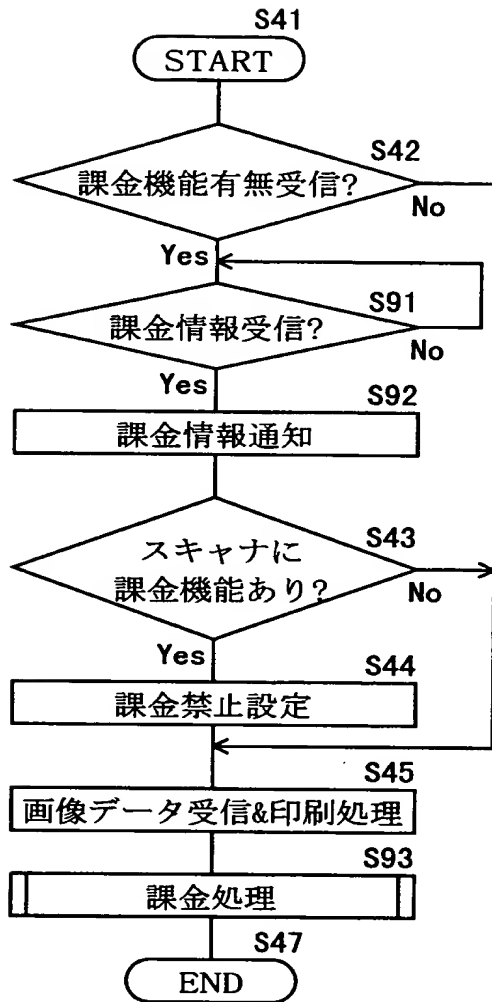 S41
START
S42
課金機能有無受信?
No
Yes
S91
課金情報受信?
No
Yes
S92
課金情報通知
S43
スキャナに
課金機能あり?
No
Yes
S44
課金禁止設定
S45
画像データ受信&印刷処理
S93
課金処理
S47
END